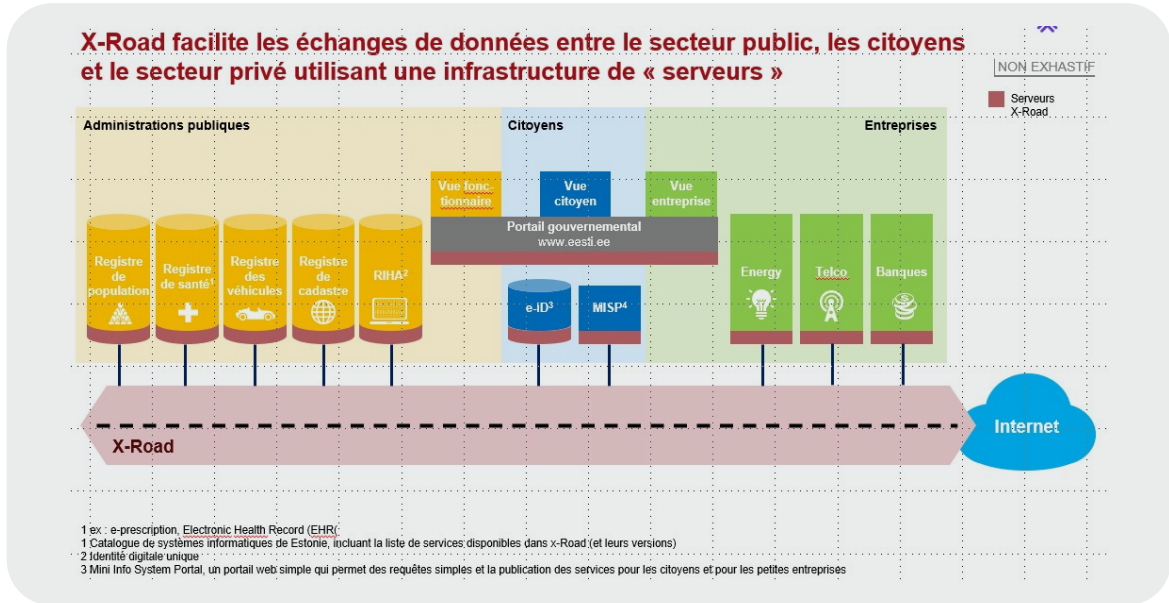 X-Road facilite les échanges de données entre le secteur public, les citoyens
et le secteur privé utilisant une infrastructure de « serveurs »
NON EXHASTIF
Serveurs
X-Road
Administrations publiques
Citoyens
Entreprises
Vue fonc-
tionnaire
Vue
citoyen
Vue
entreprise
Portail gouvernemental
www.eesti.ee
Registre
de
population
Registre
de santé¹
Registre
des
véhicules
Registre
de
cadastre
RIHA²
e-iD³
MISP⁴
Energy
Telco
Banques
X-Road
Internet
1 ex : e-prescription, Electronic Health Record (EHR(
1 Catalogue de systèmes informatiques de Estonie, incluant la liste de services disponibles dans x-Road (et leurs versions)
2 Identité digitale unique
3 Mini Info System Portal, un portail web simple qui permet des requêtes simples et la publication des services pour les citoyens et pour les petites entreprises